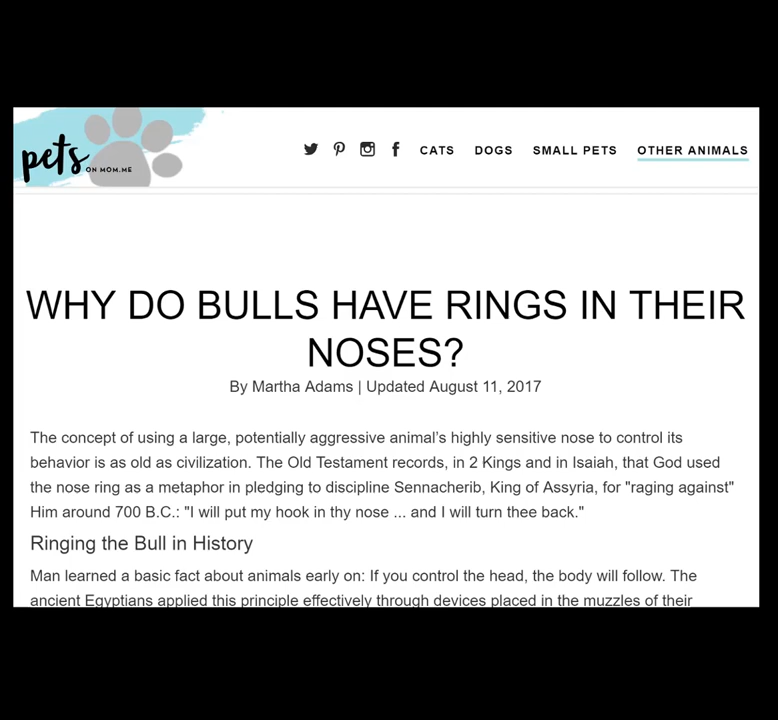 pets
ON MOM.ME
CATS DOGS SMALL PETS OTHER ANIMALS
WHY DO BULLS HAVE RINGS IN THEIR
NOSES?
By Martha Adams | Updated August 11, 2017
The concept of using a large, potentially aggressive animal’s highly sensitive nose to control its
behavior is as old as civilization. The Old Testament records, in 2 Kings and in Isaiah, that God used
the nose ring as a metaphor in pledging to discipline Sennacherib, King of Assyria, for "raging against"
Him around 700 B.C.: "I will put my hook in thy nose ... and I will turn thee back."
Ringing the Bull in History
Man learned a basic fact about animals early on: If you control the head, the body will follow. The
ancient Egyptians applied this principle effectively through devices placed in the muzzles of their